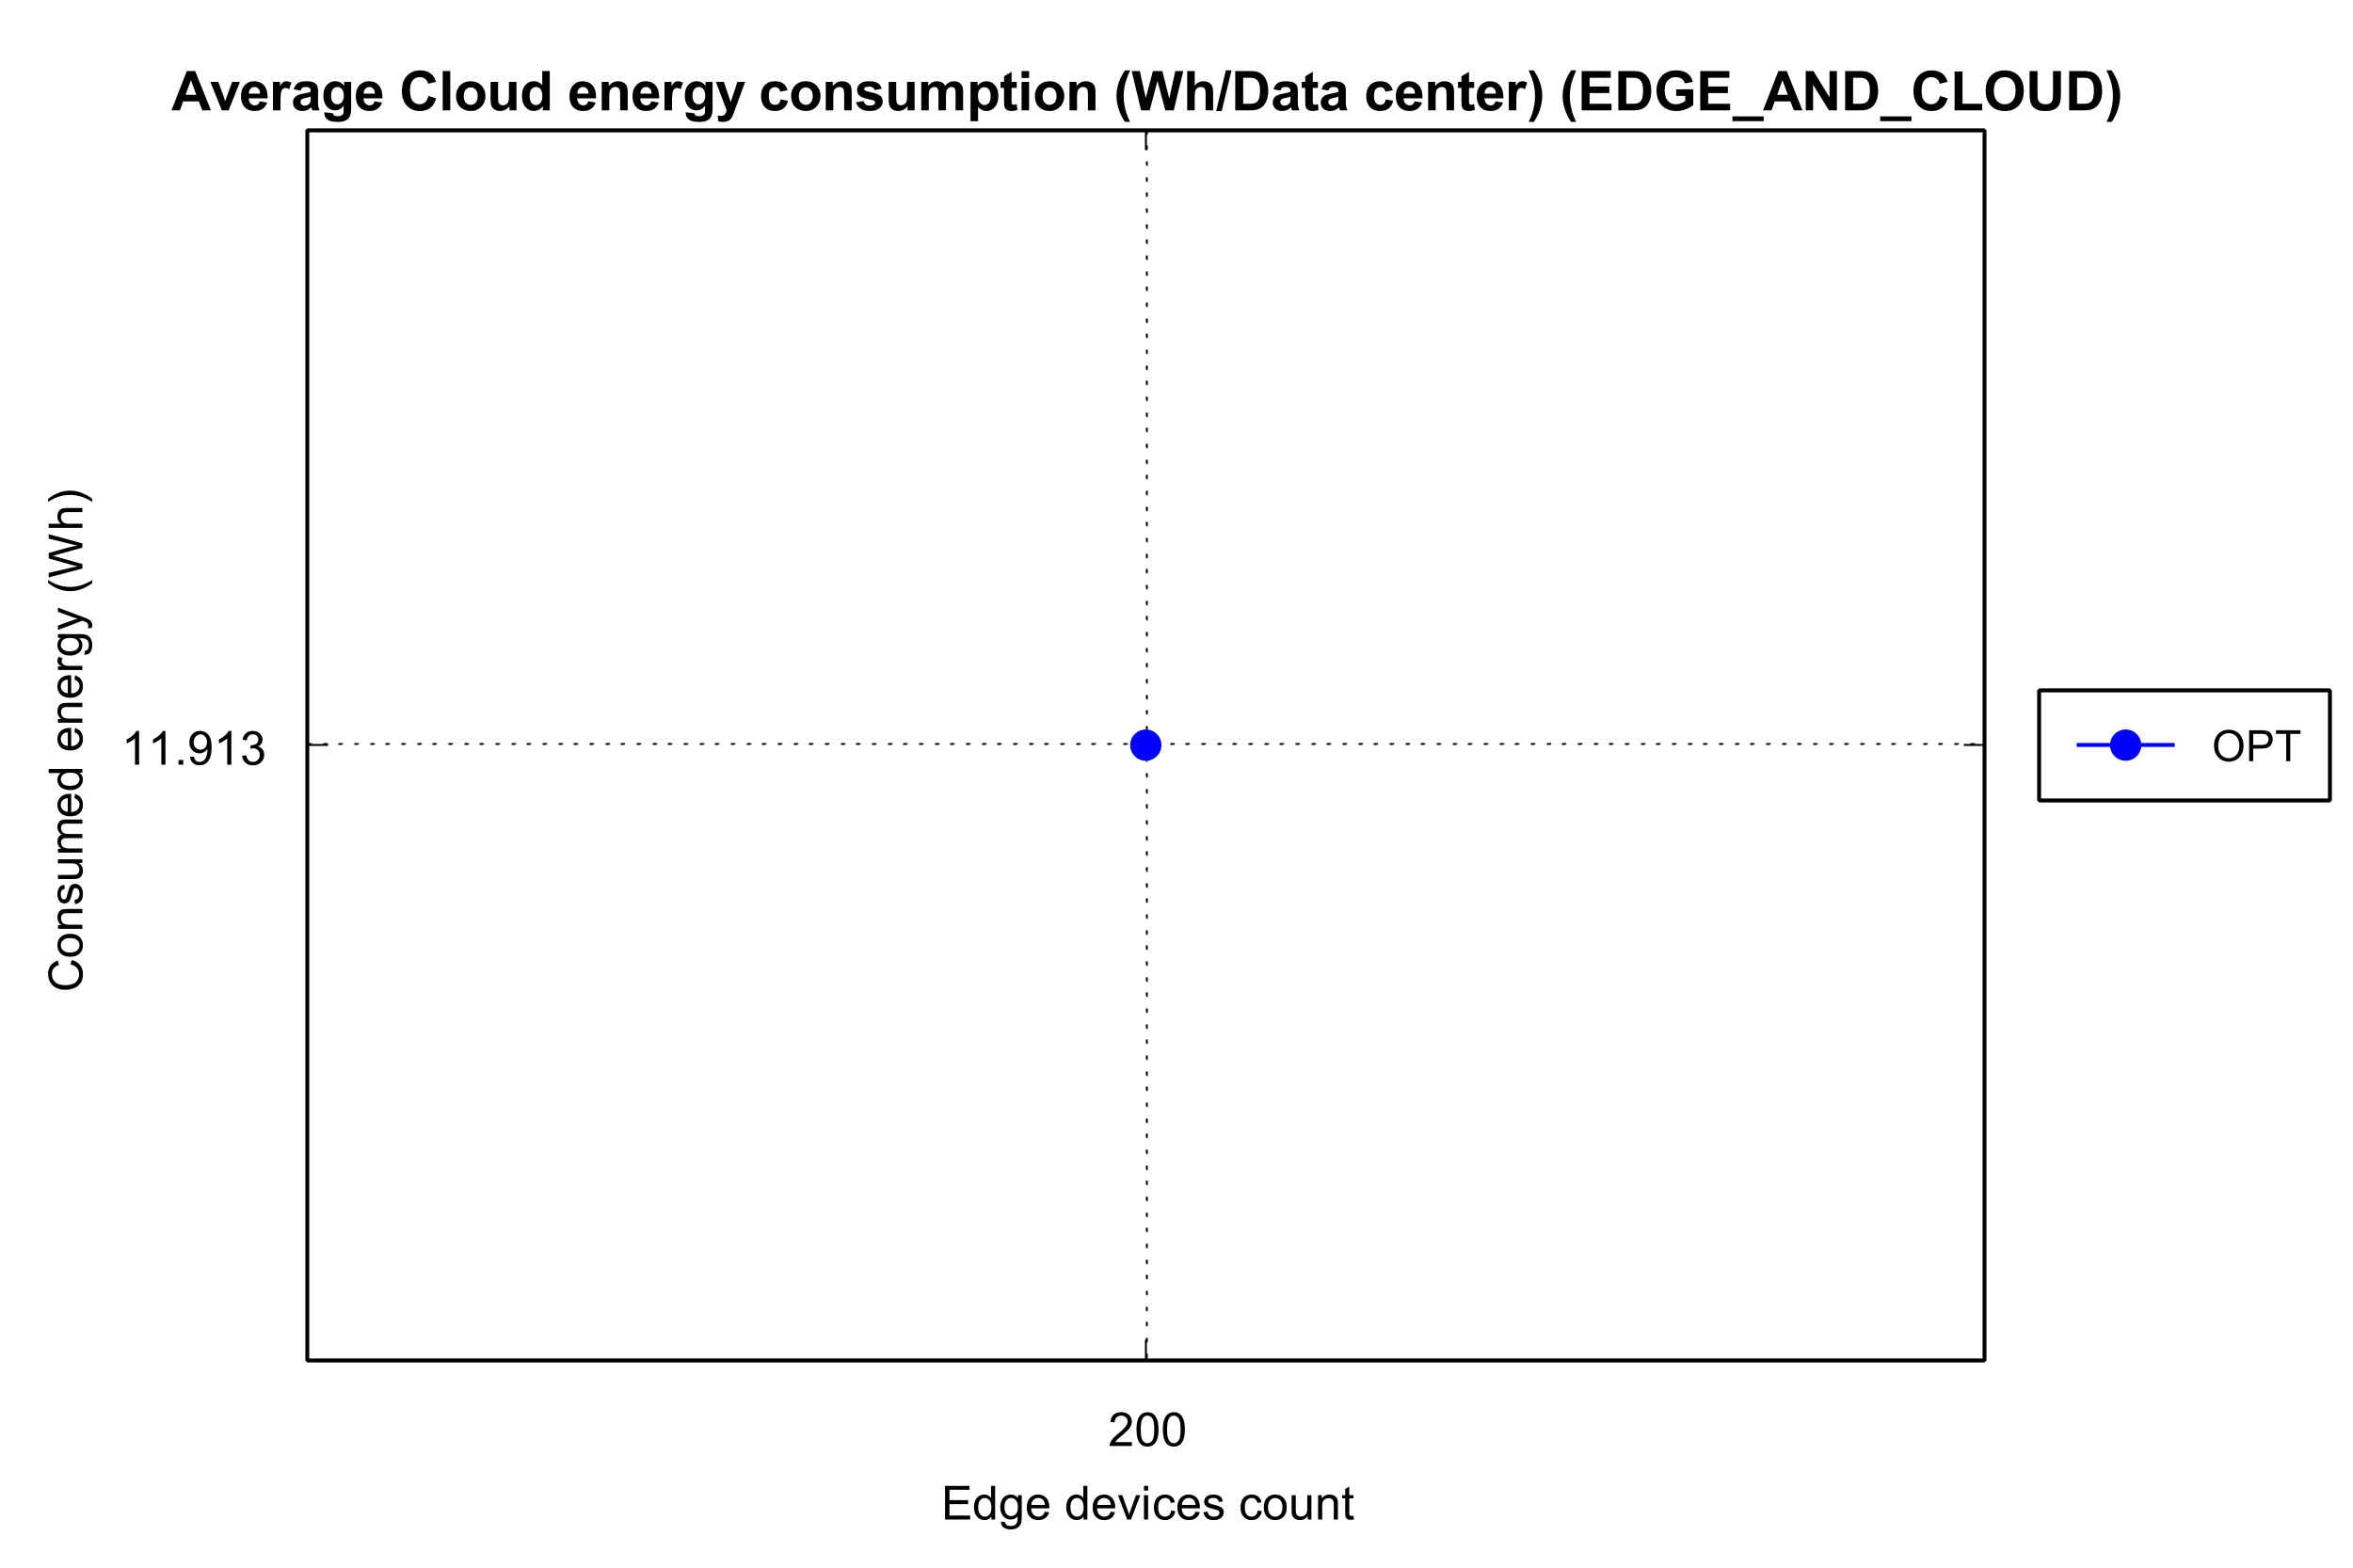 Average Cloud energy consumption (Wh/Data center) (EDGE_AND_CLOUD)
Consumed energy (Wh)
11.913
OPT
200
Edge devices count